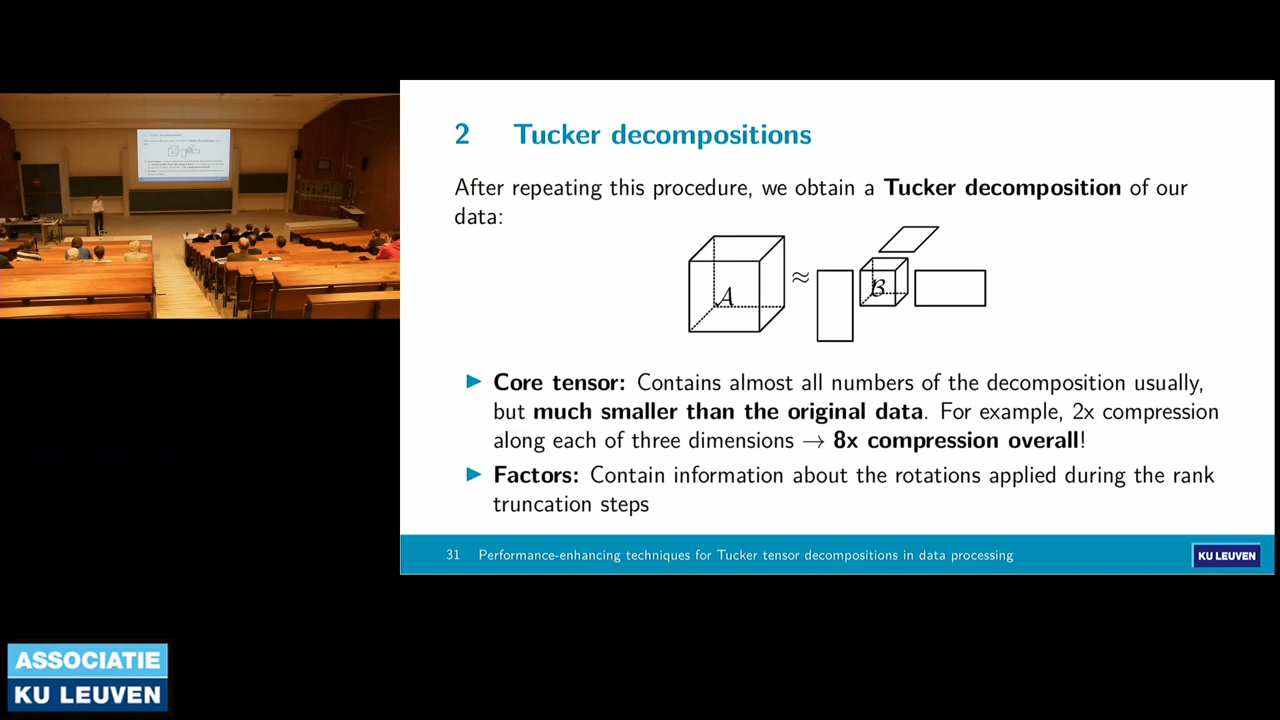 2 Tucker decompositions
After repeating this procedure, we obtain a Tucker decomposition of our
data:
𝒜 ≈ ℬ
▶ Core tensor: Contains almost all numbers of the decomposition usually,
but much smaller than the original data. For example, 2x compression
along each of three dimensions → 8x compression overall!
▶ Factors: Contain information about the rotations applied during the rank
truncation steps
31 Performance-enhancing techniques for Tucker tensor decompositions in data processing
KU LEUVEN
ASSOCIATIE
KU LEUVEN